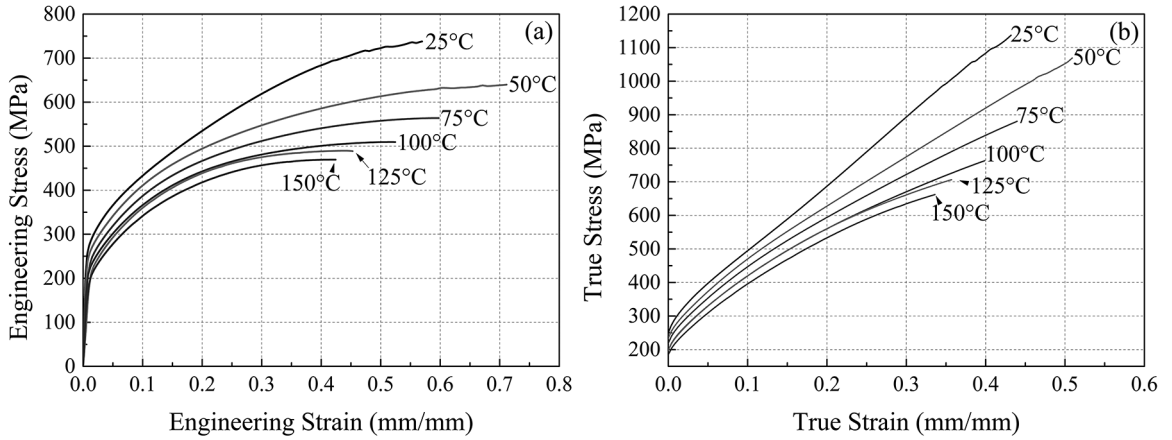 800
700
600
500
400
300
200
100
0
Engineering Stress (MPa)
(a)
25°C
50°C
75°C
100°C
125°C
150°C
0.0 0.1 0.2 0.3 0.4 0.5 0.6 0.7 0.8
Engineering Strain (mm/mm)
1200
1100
1000
900
800
700
600
500
400
300
200
True Stress (MPa)
(b)
25°C
50°C
75°C
100°C
125°C
150°C
0.0 0.1 0.2 0.3 0.4 0.5 0.6
True Strain (mm/mm)